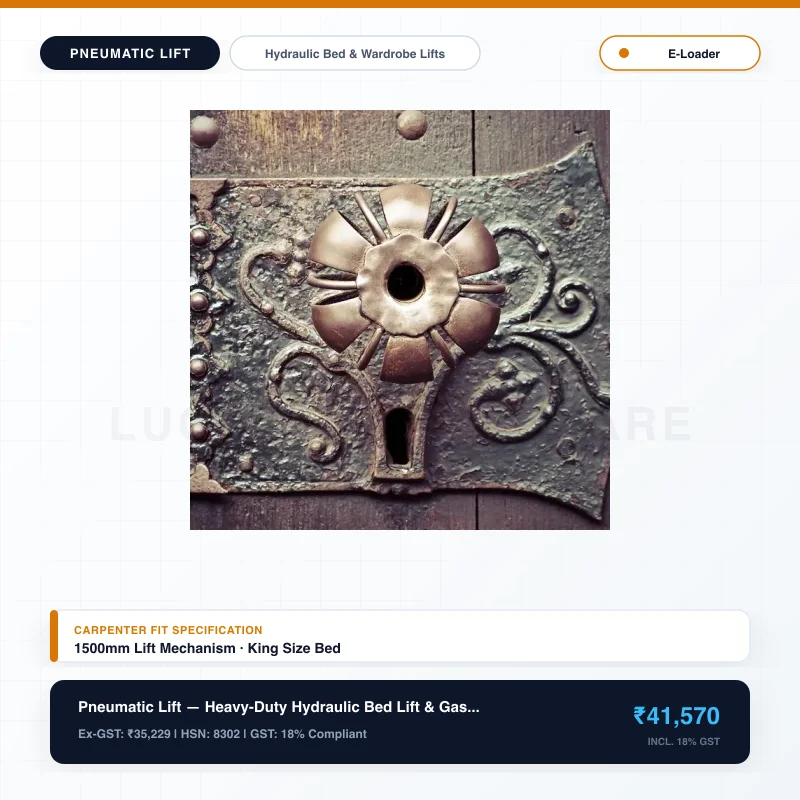 PNEUMATIC LIFT
Hydraulic Bed & Wardrobe Lifts
E-Loader
CARPENTER FIT SPECIFICATION
1500mm Lift Mechanism · King Size Bed
Pneumatic Lift — Heavy-Duty Hydraulic Bed Lift & Gas...
₹41,570
Ex-GST: ₹35,229 | HSN: 8302 | GST: 18% Compliant
INCL. 18% GST